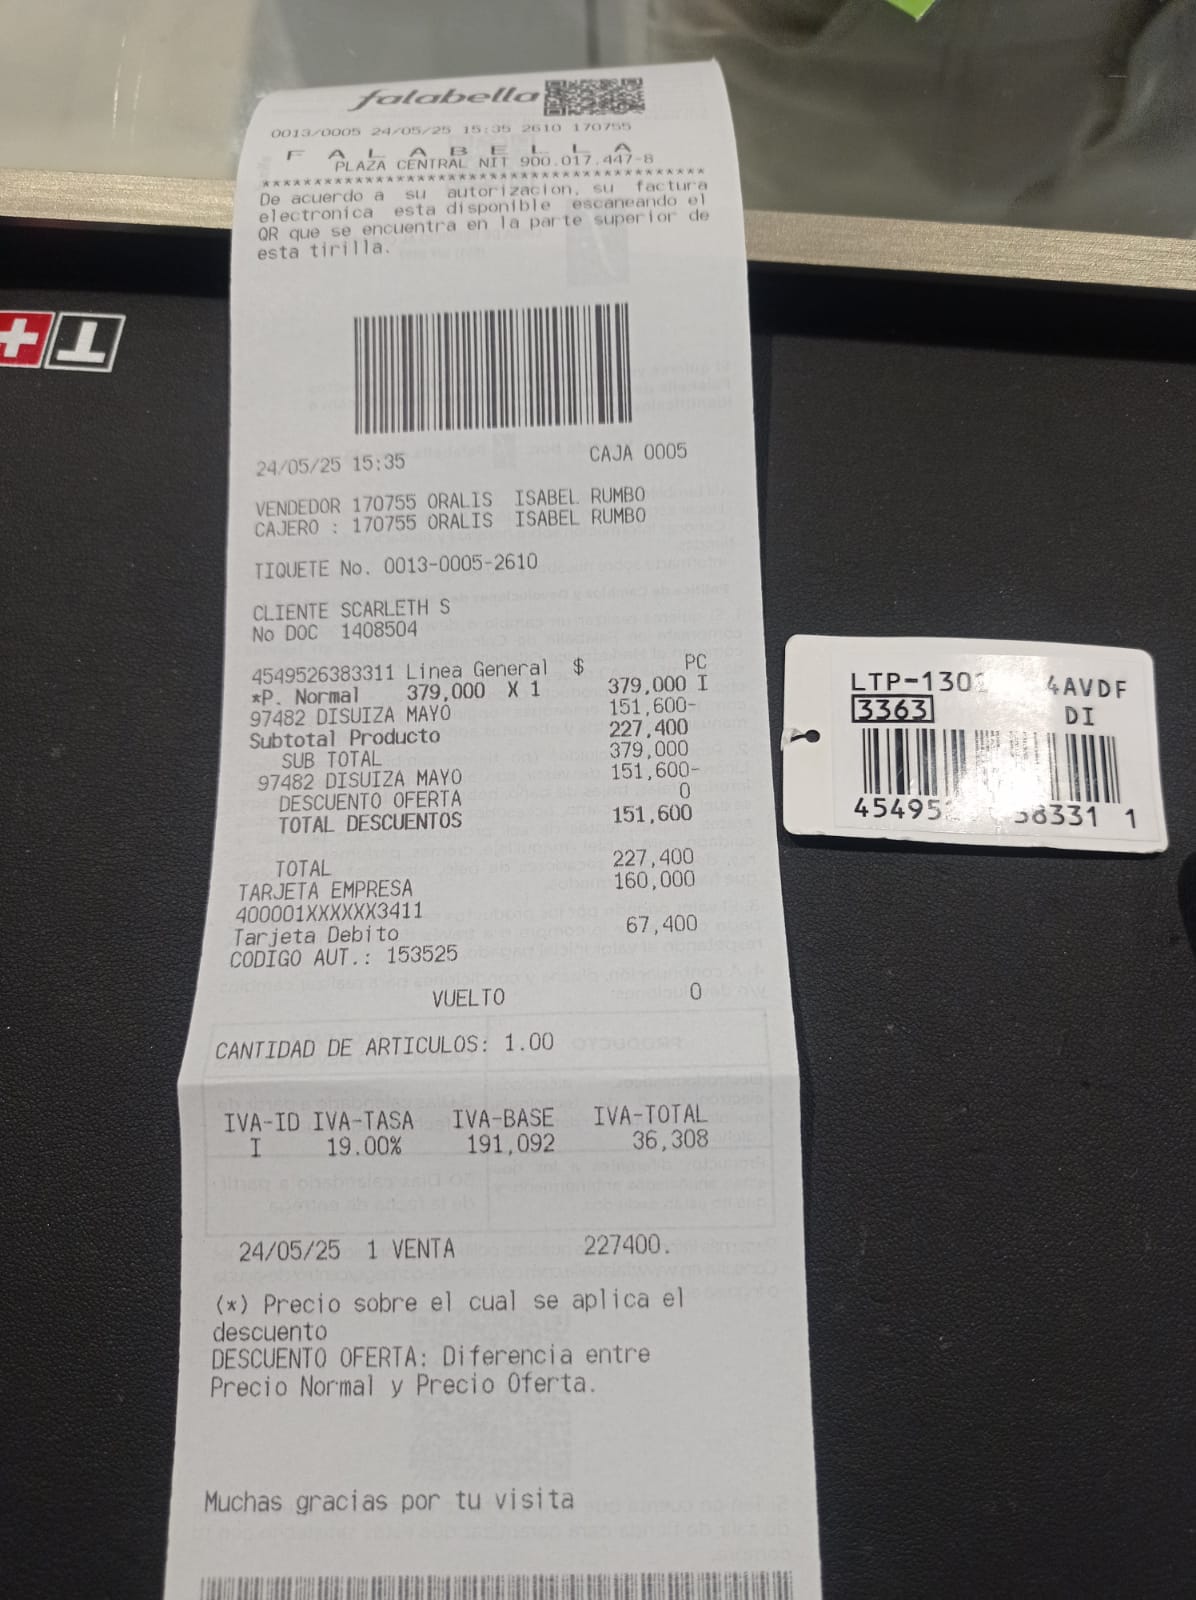 falabella
0013/0005 24/05/25 15:35 2610 170755
F A L A B E L L A
PLAZA CENTRAL NIT 900.017.447-8
******************************************
De acuerdo a su autorizacion, su factura
electronica esta disponible escaneando el
QR que se encuentra en la parte superior de
esta tirilla.
24/05/25 15:35 CAJA 0005
VENDEDOR 170755 ORALIS ISABEL RUMBO
CAJERO : 170755 ORALIS ISABEL RUMBO
TIQUETE No. 0013-0005-2610
CLIENTE SCARLETH S
No DOC 1408504
4549526383311 Linea General $ PC
*P. Normal 379,000 X 1 379,000 I
97482 DISUIZA MAYO 151,600-
Subtotal Producto 227,400
SUB TOTAL 379,000
97482 DISUIZA MAYO 151,600-
DESCUENTO OFERTA 0
TOTAL DESCUENTOS 151,600
TOTAL 227,400
TARJETA EMPRESA 160,000
400001XXXXXX3411
Tarjeta Debito 67,400
CODIGO AUT.: 153525
VUELTO 0
CANTIDAD DE ARTICULOS: 1.00
IVA-ID IVA-TASA IVA-BASE IVA-TOTAL
I 19.00% 191,092 36,308
24/05/25 1 VENTA 227400.
(*) Precio sobre el cual se aplica el
descuento
DESCUENTO OFERTA: Diferencia entre
Precio Normal y Precio Oferta.
Muchas gracias por tu visita
4AVDF
3363 DI